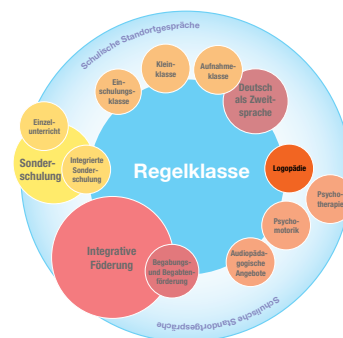 Schulische Standortgespräche
Klein-
klasse
Aufnahme-
klasse
Ein-
schulungs-
klasse
Deutsch
als Zweit-
sprache
Einzel-
unterricht
Sonder-
schulung
Integrierte
Sonder-
schulung
Regelklasse
Logopädie
Psycho-
therapie
Psycho-
motorik
Integrative
Föderung
Begabungs-
und Begabten-
förderung
Audiopäda-
gogische
Angebote
Schulische Standortgespräche